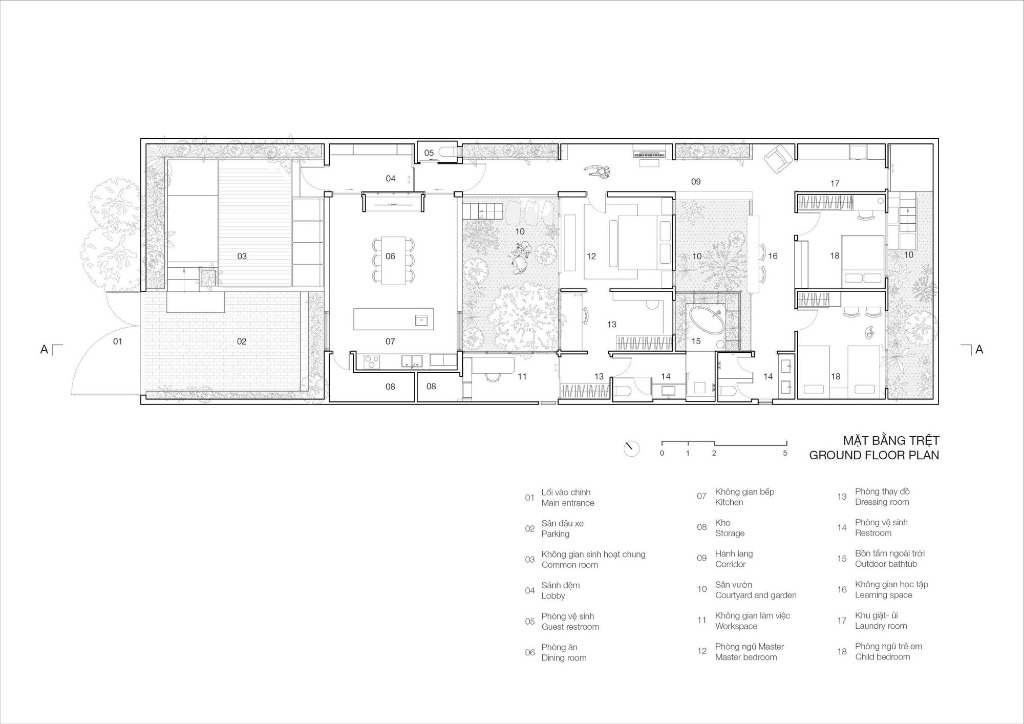 05
04
09
17
10
03
06
12
10
16
18
10
13
A
01
02
07
15
A
08
08
11
13
14
14
18
0 1 2 5
MẶT BẰNG TRỆT
GROUND FLOOR PLAN
01 Lối vào chính
Main entrance
02 Sân đậu xe
Parking
03 Không gian sinh hoạt chung
Common room
04 Sảnh đệm
Lobby
05 Phòng vệ sinh
Guest restroom
06 Phòng ăn
Dining room
07 Không gian bếp
Kitchen
08 Kho
Storage
09 Hành lang
Corridor
10 Sân vườn
Courtyard and garden
11 Không gian làm việc
Workspace
12 Phòng ngủ Master
Master bedroom
13 Phòng thay đồ
Dressing room
14 Phòng vệ sinh
Restroom
15 Bồn tắm ngoài trời
Outdoor bathtub
16 Không gian học tập
Learning space
17 Khu giặt- ủi
Laundry room
18 Phòng ngủ trẻ em
Child bedroom